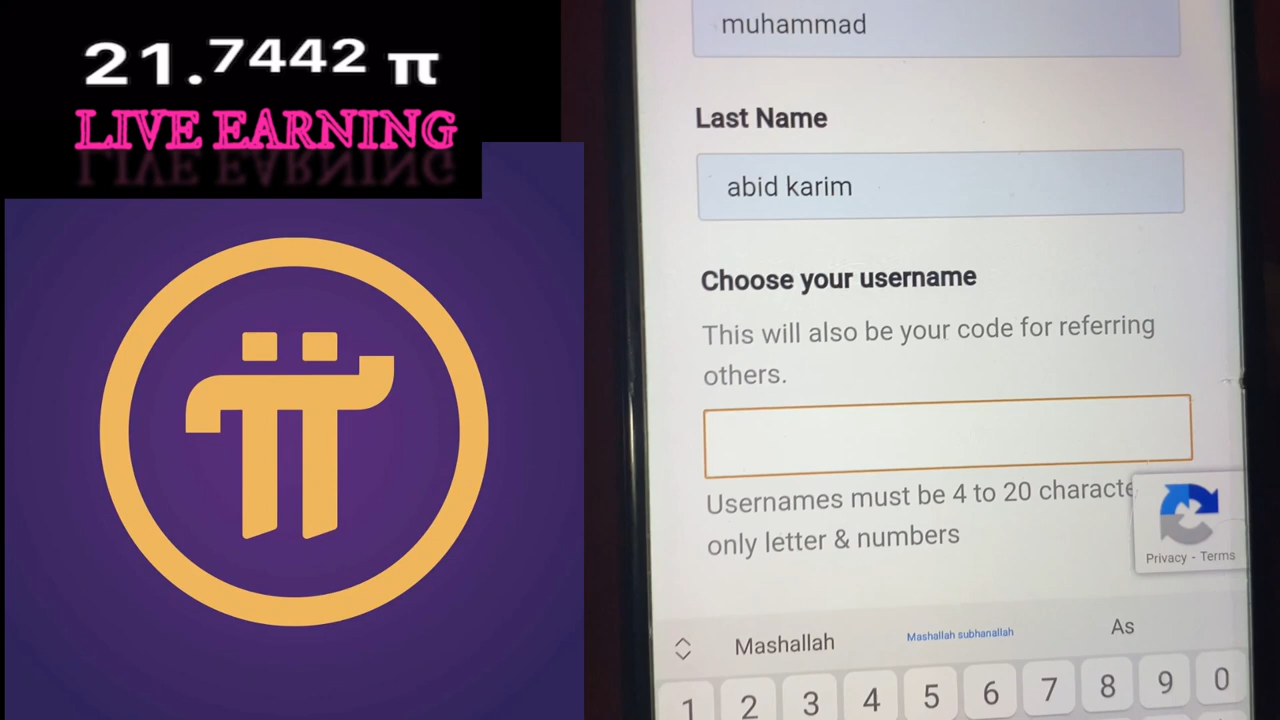 21.7442 π
LIVE EARNING
muhammad
Last Name
abid karim
Choose your username
This will also be your code for referring
others.
Usernames must be 4 to 20 characte
only letter & numbers
Privacy - Terms
Mashallah
Mashallah subhanallah
As
1 2 3 4 5 6 7 8 9 0